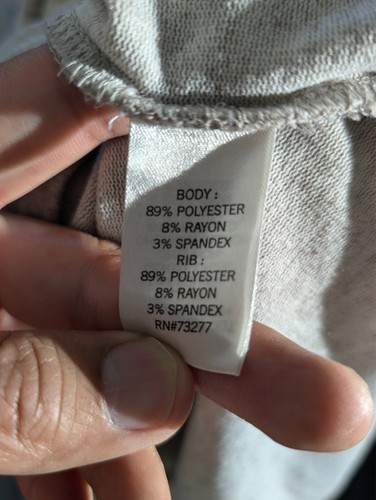 BODY :
89% POLYESTER
8% RAYON
3% SPANDEX
RIB :
89% POLYESTER
8% RAYON
3% SPANDEX
RN#73277